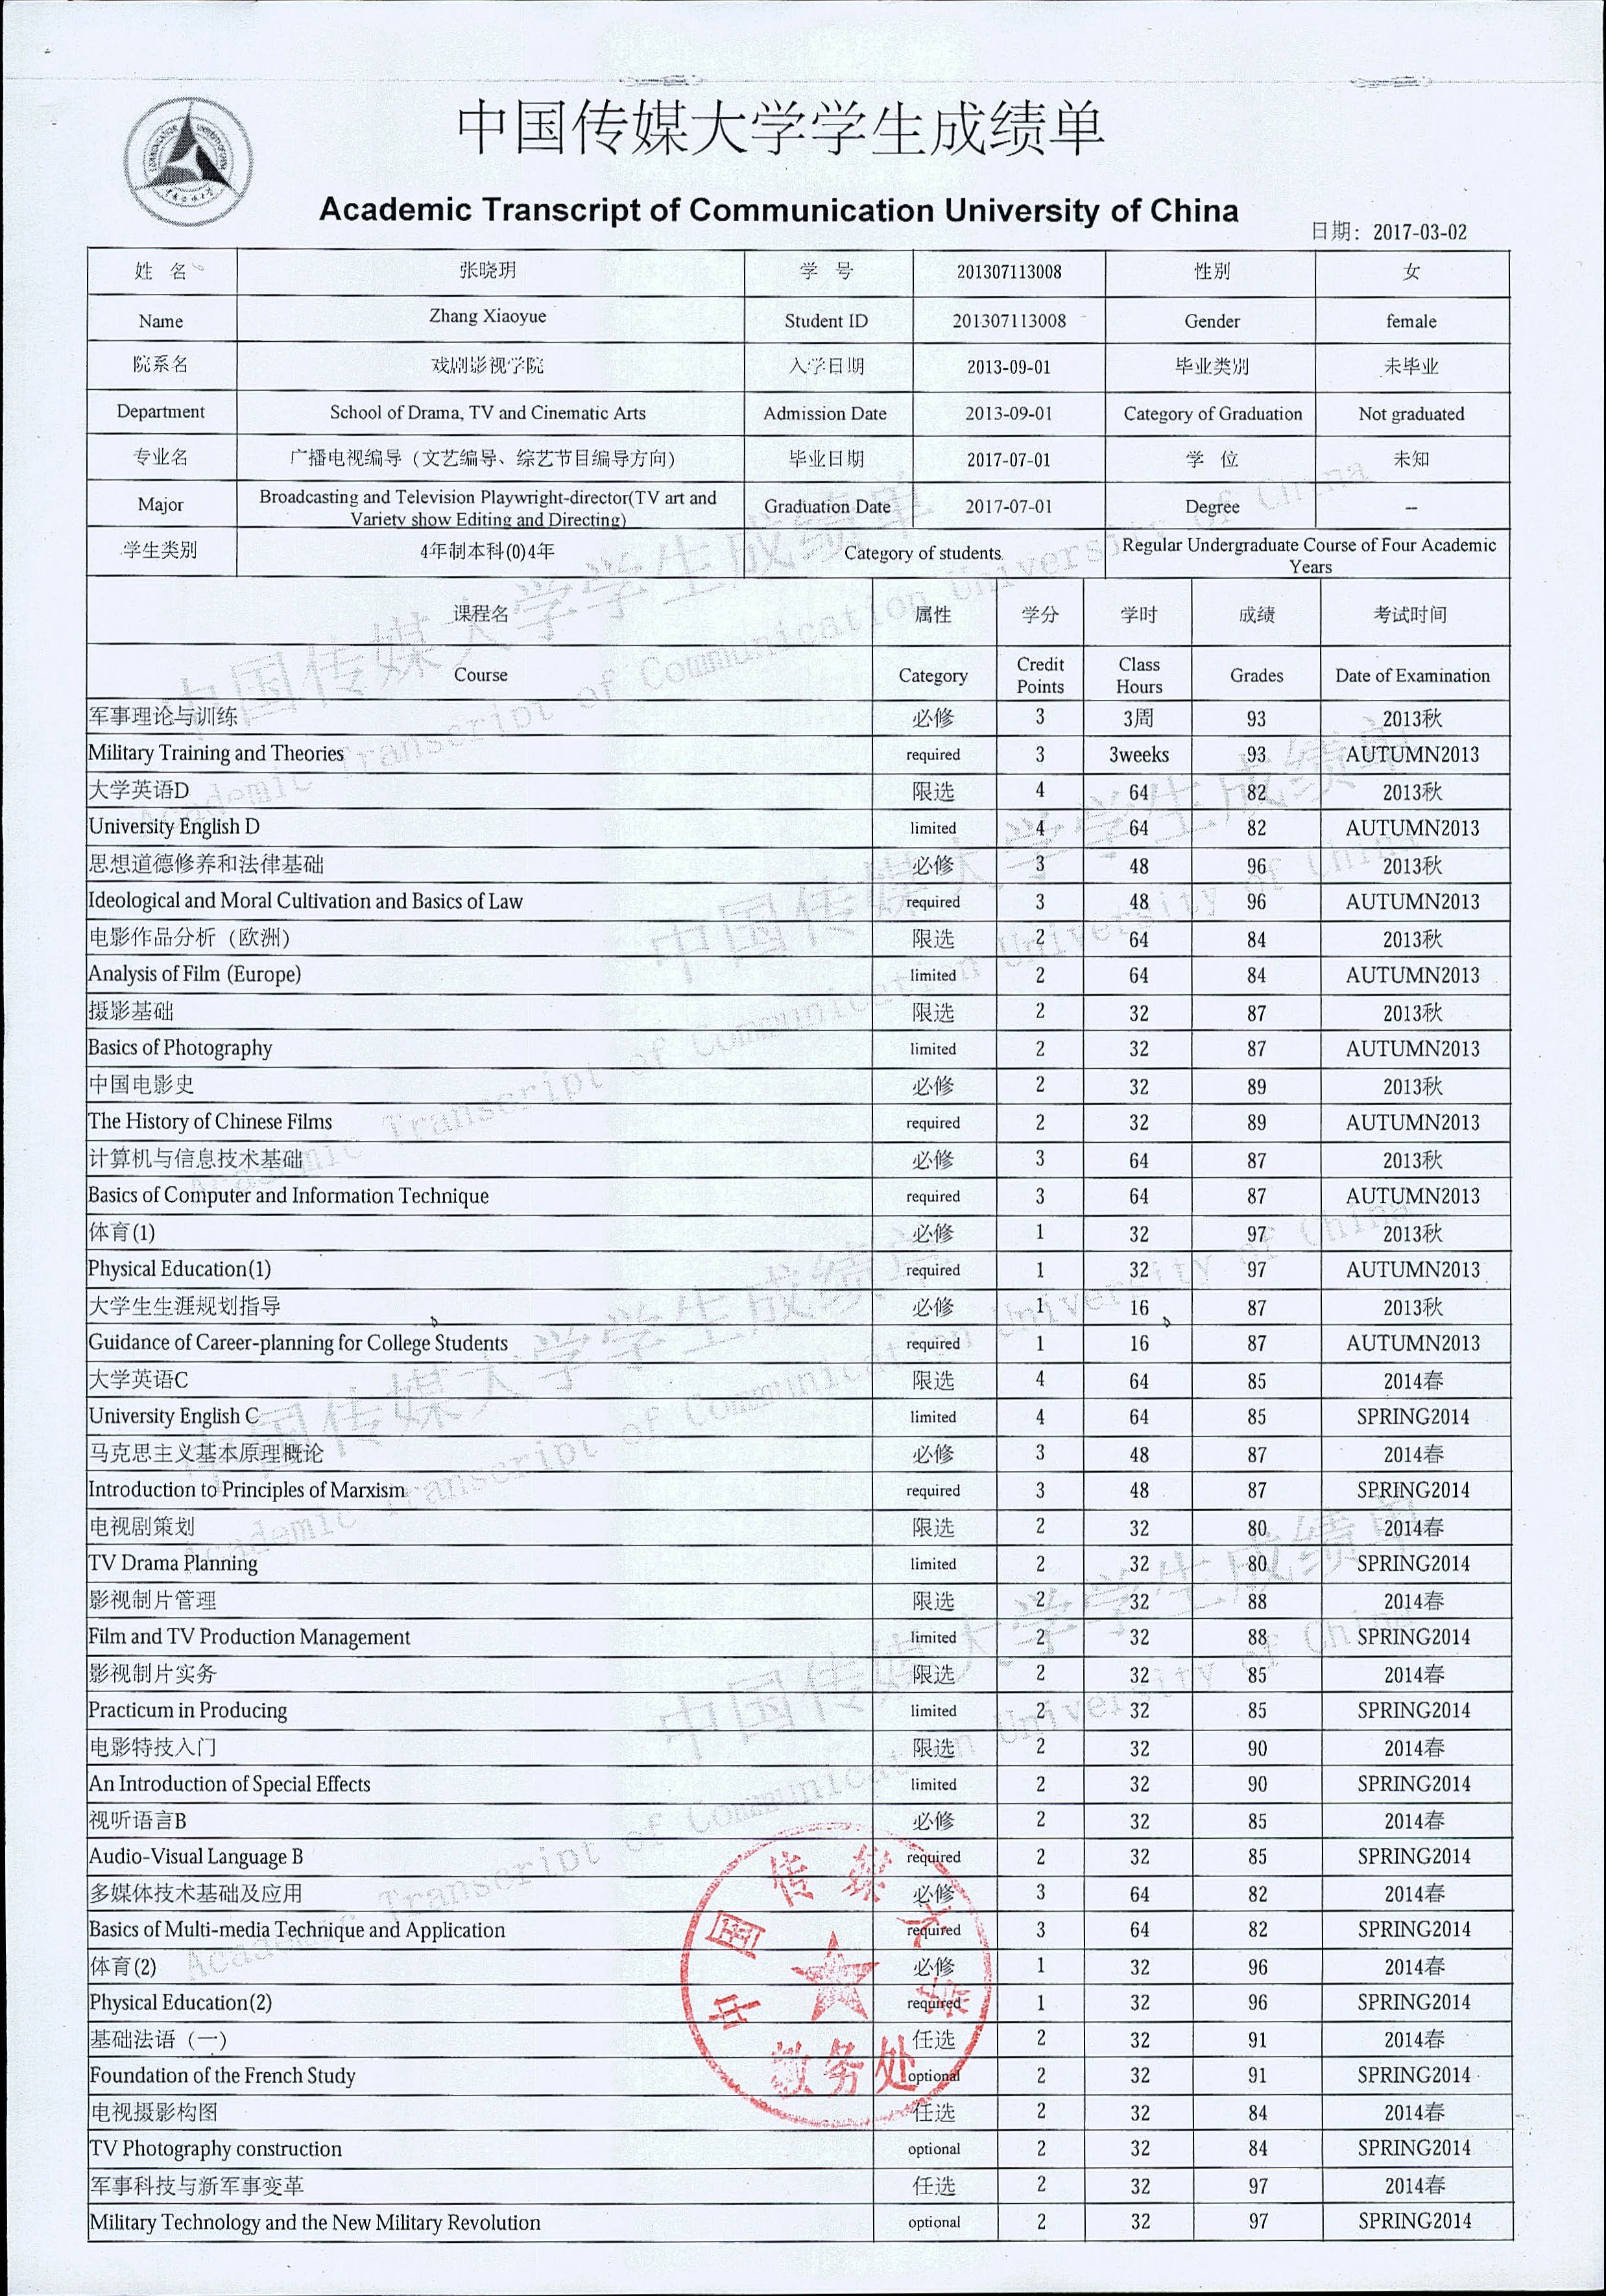 中国传媒大学学生成绩单
Academic Transcript of Communication University of China
日期: 2017-03-02
姓 名 张晓玥 学 号 201307113008 性别 女
Name Zhang Xiaoyue Student ID 201307113008 Gender female
院系名 戏剧影视学院 入学日期 2013-09-01 毕业类别 未毕业
Department School of Drama, TV and Cinematic Arts Admission Date 2013-09-01 Category of Graduation Not graduated
专业名 广播电视编导（文艺编导、综艺节目编导方向） 毕业日期 2017-07-01 学 位 未知
Major Broadcasting and Television Playwright-director(TV art and Variety show Editing and Directing) Graduation Date 2017-07-01 Degree --
学生类别 4年制本科(0)4年 Category of students Regular Undergraduate Course of Four Academic Years
课程名 属性 学分 学时 成绩 考试时间
Course Category Credit Points Class Hours Grades Date of Examination
军事理论与训练 必修 3 3周 93 2013秋
Military Training and Theories required 3 3weeks 93 AUTUMN2013
大学英语D 限选 4 64 82 2013秋
University English D limited 4 64 82 AUTUMN2013
思想道德修养和法律基础 必修 3 48 96 2013秋
Ideological and Moral Cultivation and Basics of Law required 3 48 96 AUTUMN2013
电影作品分析（欧洲） 限选 2 64 84 2013秋
Analysis of Film (Europe) limited 2 64 84 AUTUMN2013
摄影基础 限选 2 32 87 2013秋
Basics of Photography limited 2 32 87 AUTUMN2013
中国电影史 必修 2 32 89 2013秋
The History of Chinese Films required 2 32 89 AUTUMN2013
计算机与信息技术基础 必修 3 64 87 2013秋
Basics of Computer and Information Technique required 3 64 87 AUTUMN2013
体育(1) 必修 1 32 97 2013秋
Physical Education(1) required 1 32 97 AUTUMN2013
大学生生涯规划指导 必修 1 16 87 2013秋
Guidance of Career-planning for College Students required 1 16 87 AUTUMN2013
大学英语C 限选 4 64 85 2014春
University English C limited 4 64 85 SPRING2014
马克思主义基本原理概论 必修 3 48 87 2014春
Introduction to Principles of Marxism required 3 48 87 SPRING2014
电视剧策划 限选 2 32 80 2014春
TV Drama Planning limited 2 32 80 SPRING2014
影视制片管理 限选 2 32 88 2014春
Film and TV Production Management limited 2 32 88 SPRING2014
影视制片实务 限选 2 32 85 2014春
Practicum in Producing limited 2 32 85 SPRING2014
电影特技入门 限选 2 32 90 2014春
An Introduction of Special Effects limited 2 32 90 SPRING2014
视听语言B 必修 2 32 85 2014春
Audio-Visual Language B required 2 32 85 SPRING2014
多媒体技术基础及应用 必修 3 64 82 2014春
Basics of Multi-media Technique and Application required 3 64 82 SPRING2014
体育(2) 必修 1 32 96 2014春
Physical Education(2) required 1 32 96 SPRING2014
基础法语（一） 任选 2 32 91 2014春
Foundation of the French Study optional 2 32 91 SPRING2014
电视摄影构图 任选 2 32 84 2014春
TV Photography construction optional 2 32 84 SPRING2014
军事科技与新军事变革 任选 2 32 97 2014春
Military Technology and the New Military Revolution optional 2 32 97 SPRING2014
中国传媒大学
教务处